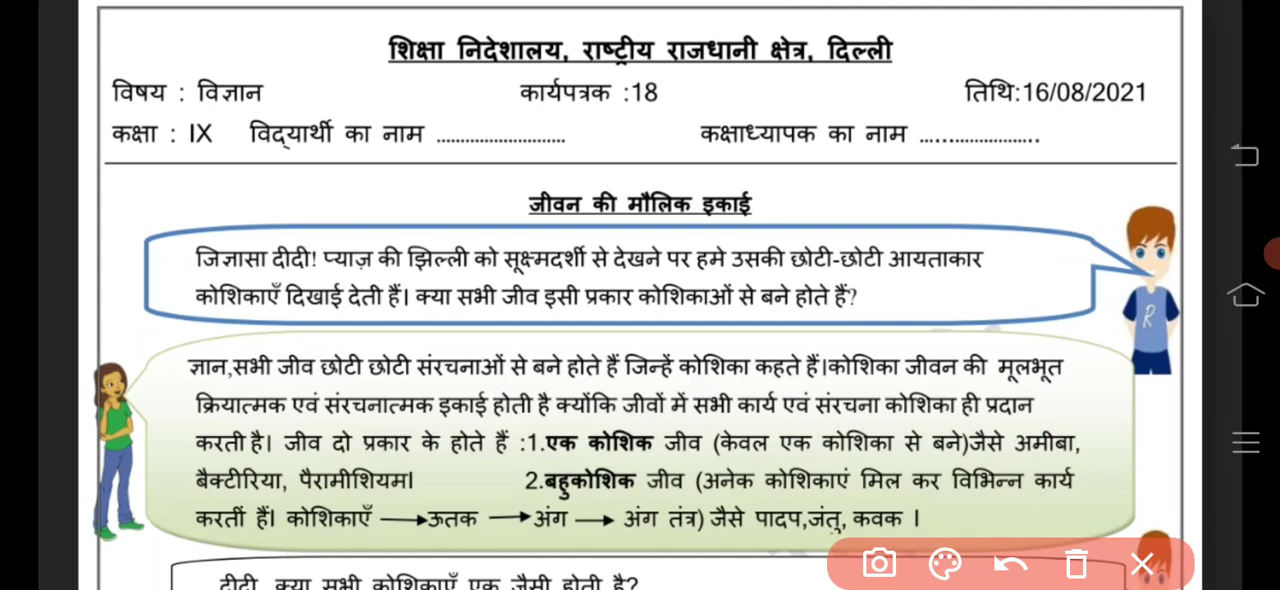 शिक्षा निदेशालय, राष्ट्रीय राजधानी क्षेत्र, दिल्ली
विषय : विज्ञान कार्यपत्रक :18 तिथि:16/08/2021
कक्षा : IX विद्यार्थी का नाम ........................... कक्षाध्यापक का नाम .........................
जीवन की मौलिक इकाई
जिज्ञासा दीदी! प्याज़ की झिल्ली को सूक्ष्मदर्शी से देखने पर हमे उसकी छोटी-छोटी आयताकार
कोशिकाएँ दिखाई देती हैं। क्या सभी जीव इसी प्रकार कोशिकाओं से बने होते हैं?
R
ज्ञान,सभी जीव छोटी छोटी संरचनाओं से बने होते हैं जिन्हें कोशिका कहते हैं।कोशिका जीवन की मूलभूत
क्रियात्मक एवं संरचनात्मक इकाई होती है क्योंकि जीवों में सभी कार्य एवं संरचना कोशिका ही प्रदान
करती है। जीव दो प्रकार के होते हैं :1.एक कोशिक जीव (केवल एक कोशिका से बने)जैसे अमीबा,
बैक्टीरिया, पैरामीशियम। 2.बहुकोशिक जीव (अनेक कोशिकाएं मिल कर विभिन्न कार्य
करतीं हैं। कोशिकाएँ →ऊतक →अंग → अंग तंत्र) जैसे पादप,जंतु, कवक ।
दीदी, क्या सभी कोशिकाएँ एक जैसी होती है?